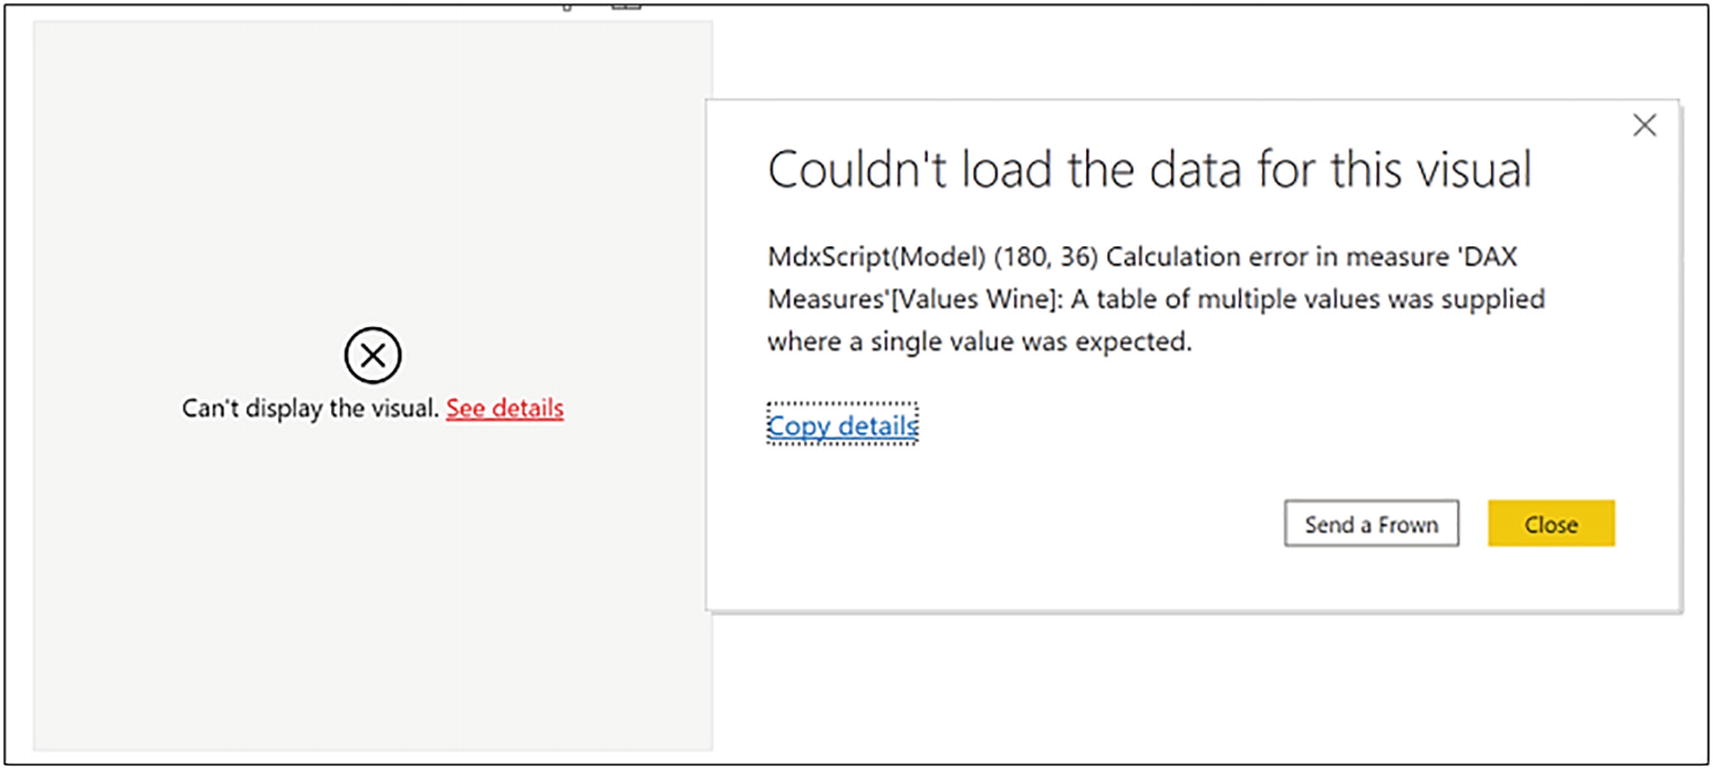 Couldn't load the data for this visual
MdxScript(Model) (180, 36) Calculation error in measure 'DAX
Measures'[Values Wine]: A table of multiple values was supplied
where a single value was expected.
Can't display the visual. See details
Copy details
Send a Frown
Close